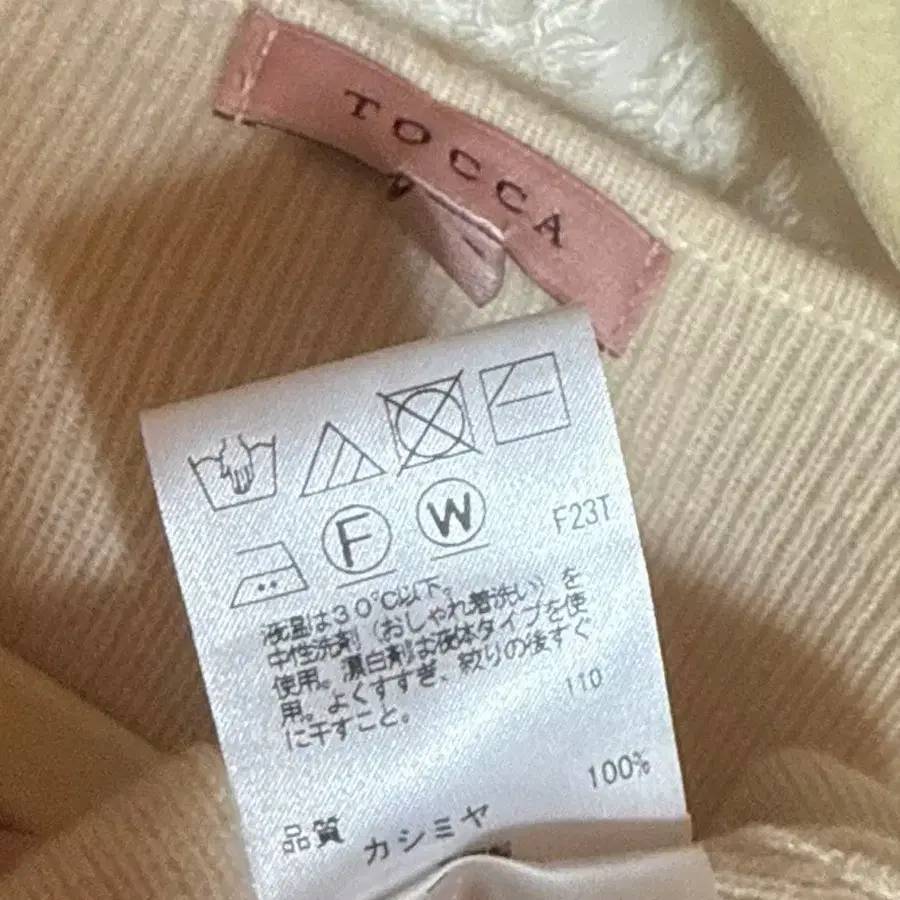 TOCCA
F W F23T
液温は30℃以下。
中性洗剤（おしゃれ着洗い）を
使用。漂白剤は液体タイプを使
用。よくすすぎ、絞りの後すぐ
に干すこと。
110
100%
品質 カシミヤ